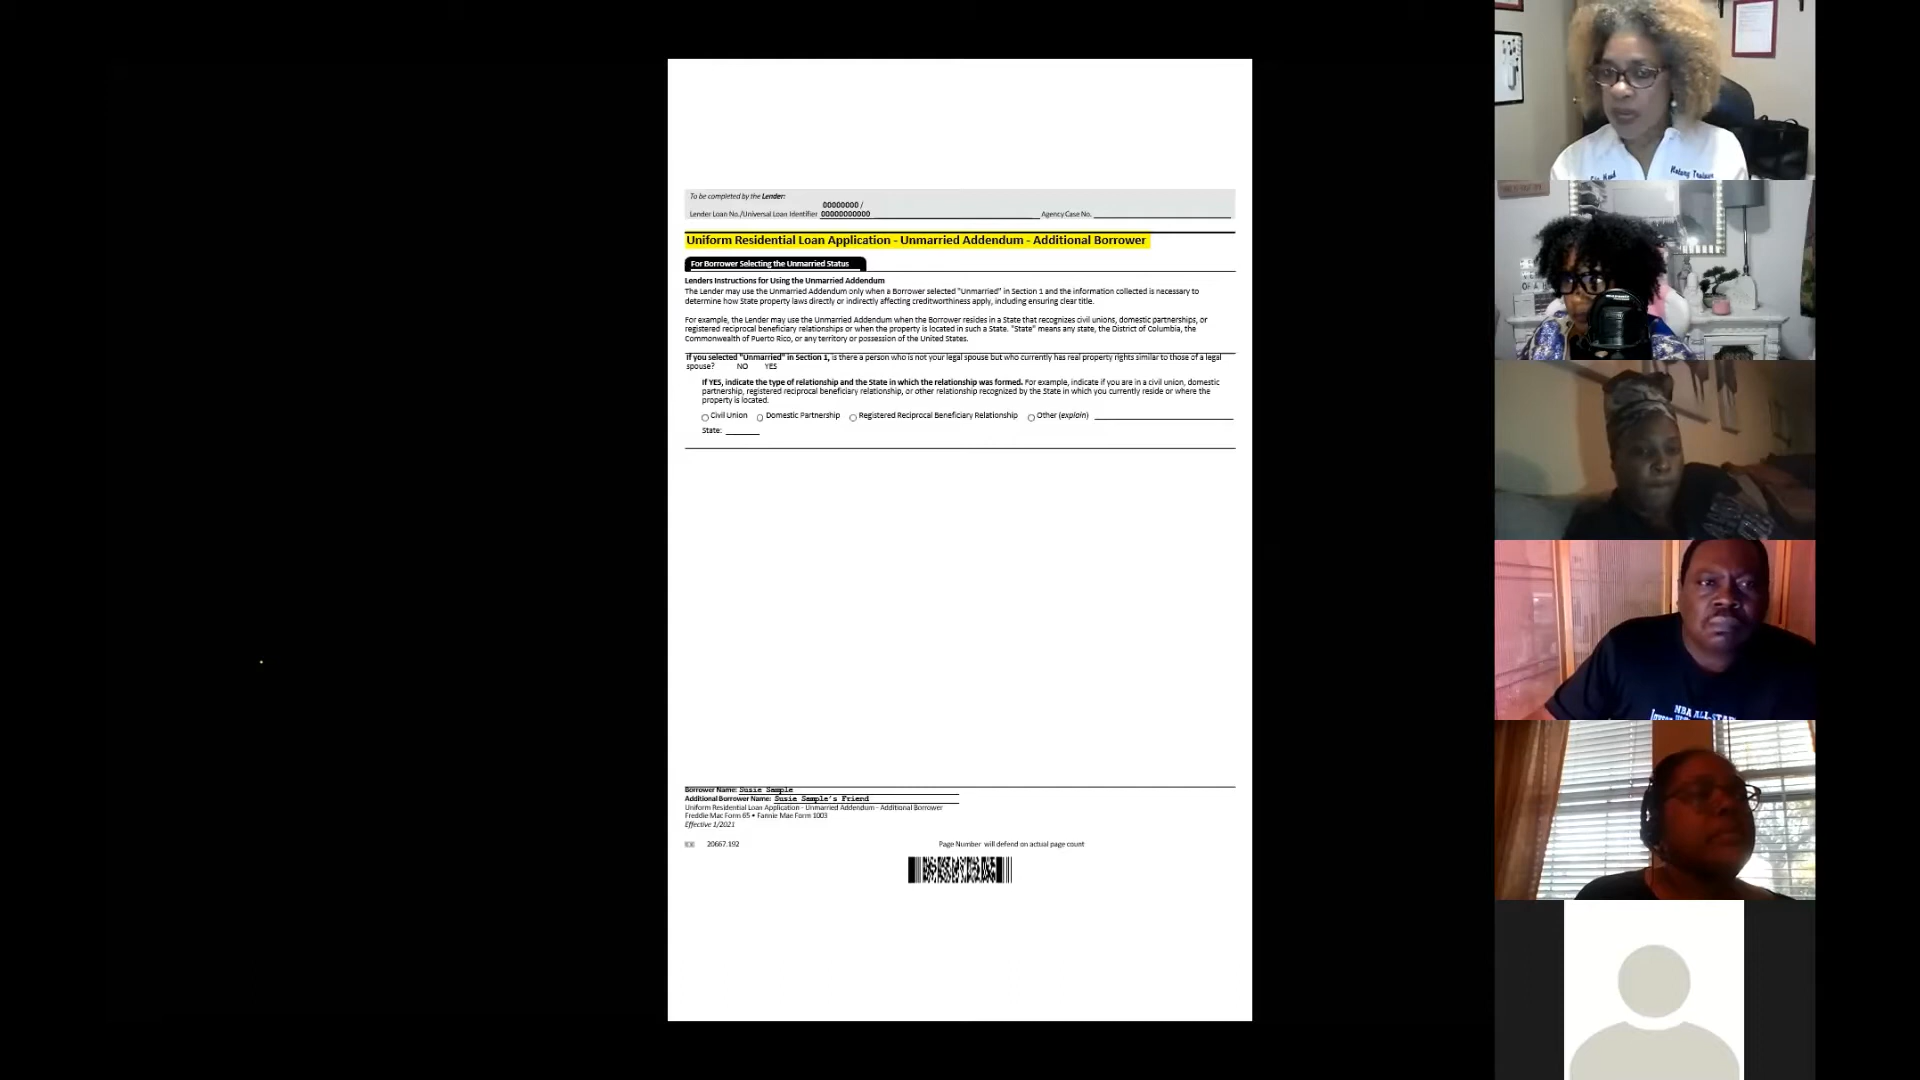 To be completed by the Lender:
00000000 /
Lender Loan No./Universal Loan Identifier 00000000000 Agency Case No.
Uniform Residential Loan Application - Unmarried Addendum - Additional Borrower
For Borrower Selecting the Unmarried Status
Lenders Instructions for Using the Unmarried Addendum
The Lender may use the Unmarried Addendum only when a Borrower selected "Unmarried" in Section 1 and the information collected is necessary to
determine how State property laws directly or indirectly affecting creditworthiness apply, including ensuring clear title.
For example, the Lender may use the Unmarried Addendum when the Borrower resides in a State that recognizes civil unions, domestic partnerships, or
registered reciprocal beneficiary relationships or when the property is located in such a State. "State" means any state, the District of Columbia, the
Commonwealth of Puerto Rico, or any territory or possession of the United States.
If you selected "Unmarried" in Section 1, is there a person who is not your legal spouse but who currently has real property rights similar to those of a legal
spouse? NO YES
If YES, indicate the type of relationship and the State in which the relationship was formed. For example, indicate if you are in a civil union, domestic
partnership, registered reciprocal beneficiary relationship, or other relationship recognized by the State in which you currently reside or where the
property is located.
Civil Union Domestic Partnership Registered Reciprocal Beneficiary Relationship Other (explain)
State:
Borrower Name: Susie Sample
Additional Borrower Name: Susie Sample's Friend
Uniform Residential Loan Application - Unmarried Addendum - Additional Borrower
Freddie Mac Form 65 • Fannie Mae Form 1003
Effective 1/2021
20667.192 Page Number will defend on actual page count
Notary Trainer
NBA ALL-STAR